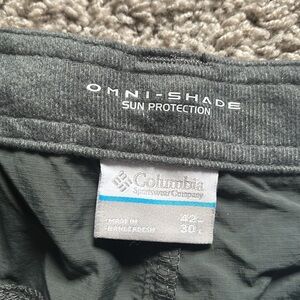 OMNI-SHADE
SUN PROTECTION
Columbia
Sportswear Company
MADE IN
BANGLADESH
42
30